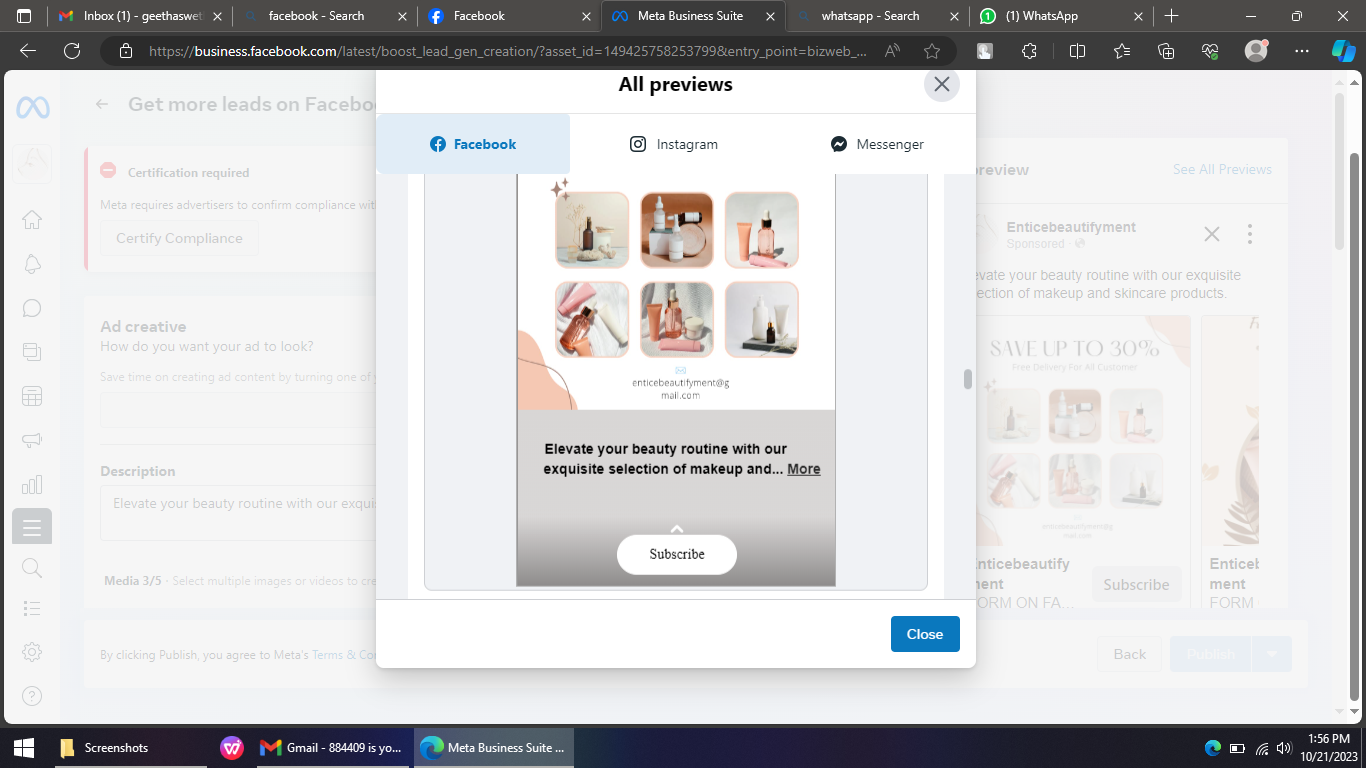 Inbox (1) - geethaswet
facebook - Search
Facebook
Meta Business Suite
whatsapp - Search
(1) WhatsApp
https://business.facebook.com/latest/boost_lead_gen_creation/?asset_id=149425758253799&entry_point=bizweb_...
Get more leads on Facebo
All previews
Facebook
Instagram
Messenger
Certification required
Meta requires advertisers to confirm compliance wit
Certify Compliance
Ad creative
How do you want your ad to look?
Save time on creating ad content by turning one of y
Description
Elevate your beauty routine with our exquis
Media 3/5 · Select multiple images or videos to cre
By clicking Publish, you agree to Meta's Terms & Con
enticebeautifyment@g
mail.com
Elevate your beauty routine with our
exquisite selection of makeup and... More
Subscribe
Close
review
See All Previews
Enticebeautifyment
Sponsored ·
vate your beauty routine with our exquisite
ection of makeup and skincare products.
SAVE UP TO 30%
Free Delivery For All Customer
enticebeautifyment@g
mail.com
nticebeautify
ment
ORM ON FA...
Subscribe
Enticeb
ment
FORM
Back
Publish
Screenshots
Gmail - 884409 is yo...
Meta Business Suite ...
1:56 PM
10/21/2023